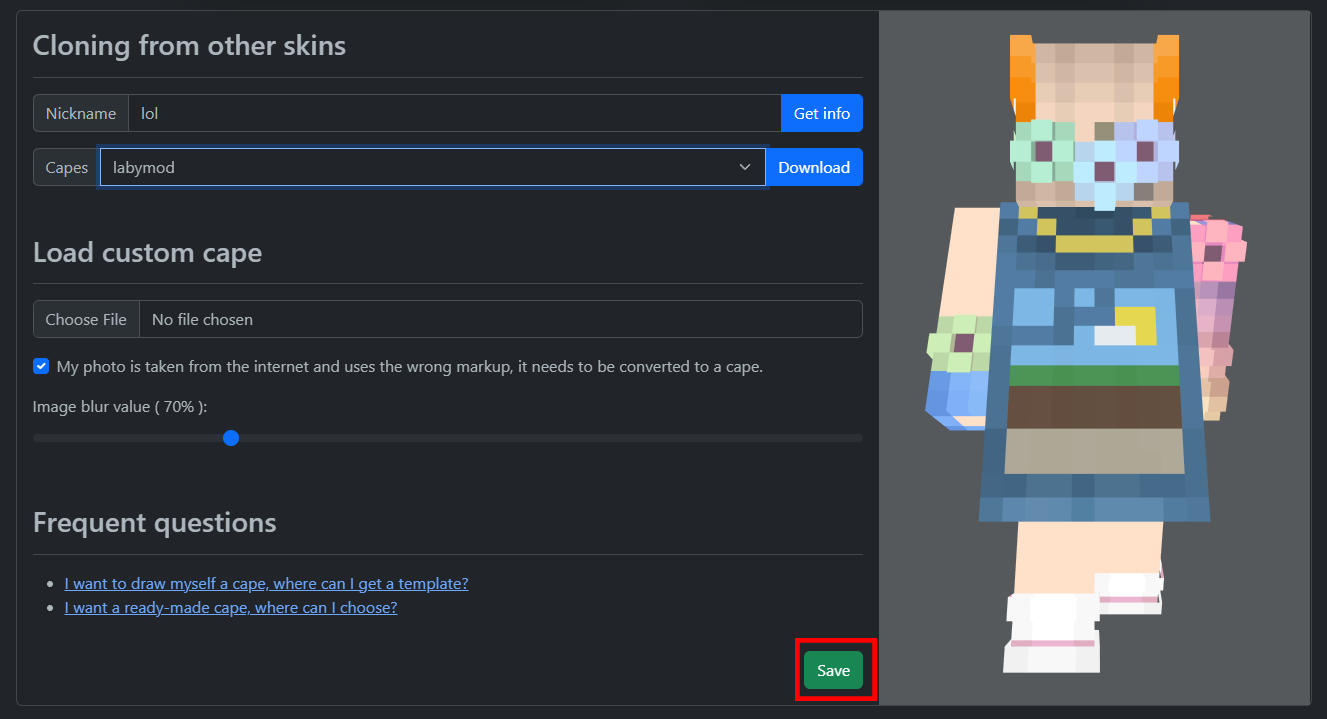 Cloning from other skins
Nickname lol Get info
Capes labymod Download
Load custom cape
Choose File No file chosen
My photo is taken from the internet and uses the wrong markup, it needs to be converted to a cape.
Image blur value ( 70% ):
Frequent questions
I want to draw myself a cape, where can I get a template?
I want a ready-made cape, where can I choose?
Save